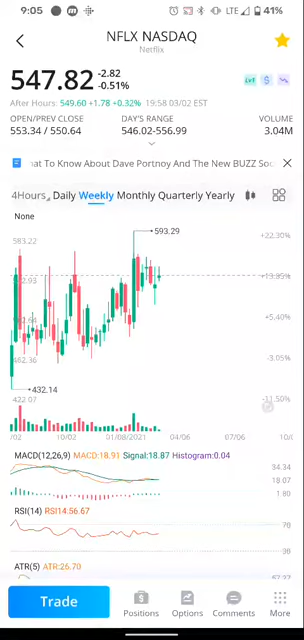 9:05 LTE 41%
NFLX NASDAQ
Netflix
547.82 -2.82
-0.51%
Lv1 $
After Hours: 549.60 +1.78 +0.32% 19:58 03/02 EST
OPEN/PREV CLOSE DAY'S RANGE VOLUME
553.34 / 550.64 546.02-556.99 3.04M
at To Know About Dave Portnoy And The New BUZZ Soc
4Hours Daily Weekly Monthly Quarterly Yearly
None
593.29
583.22 +22.30%
+5.40%
462.36 -3.05%
432.14
422.07 -11.50%
/02 10/02 01/08/2021 04/06 07/06 10/0
MACD(12,26,9) MACD:18.91 Signal:18.87 Histogram:0.04
34.34
18.07
1.80
RSI(14) RSI14:56.67
70
30
ATR(5) ATR:26.70
Trade Positions Options Comments More